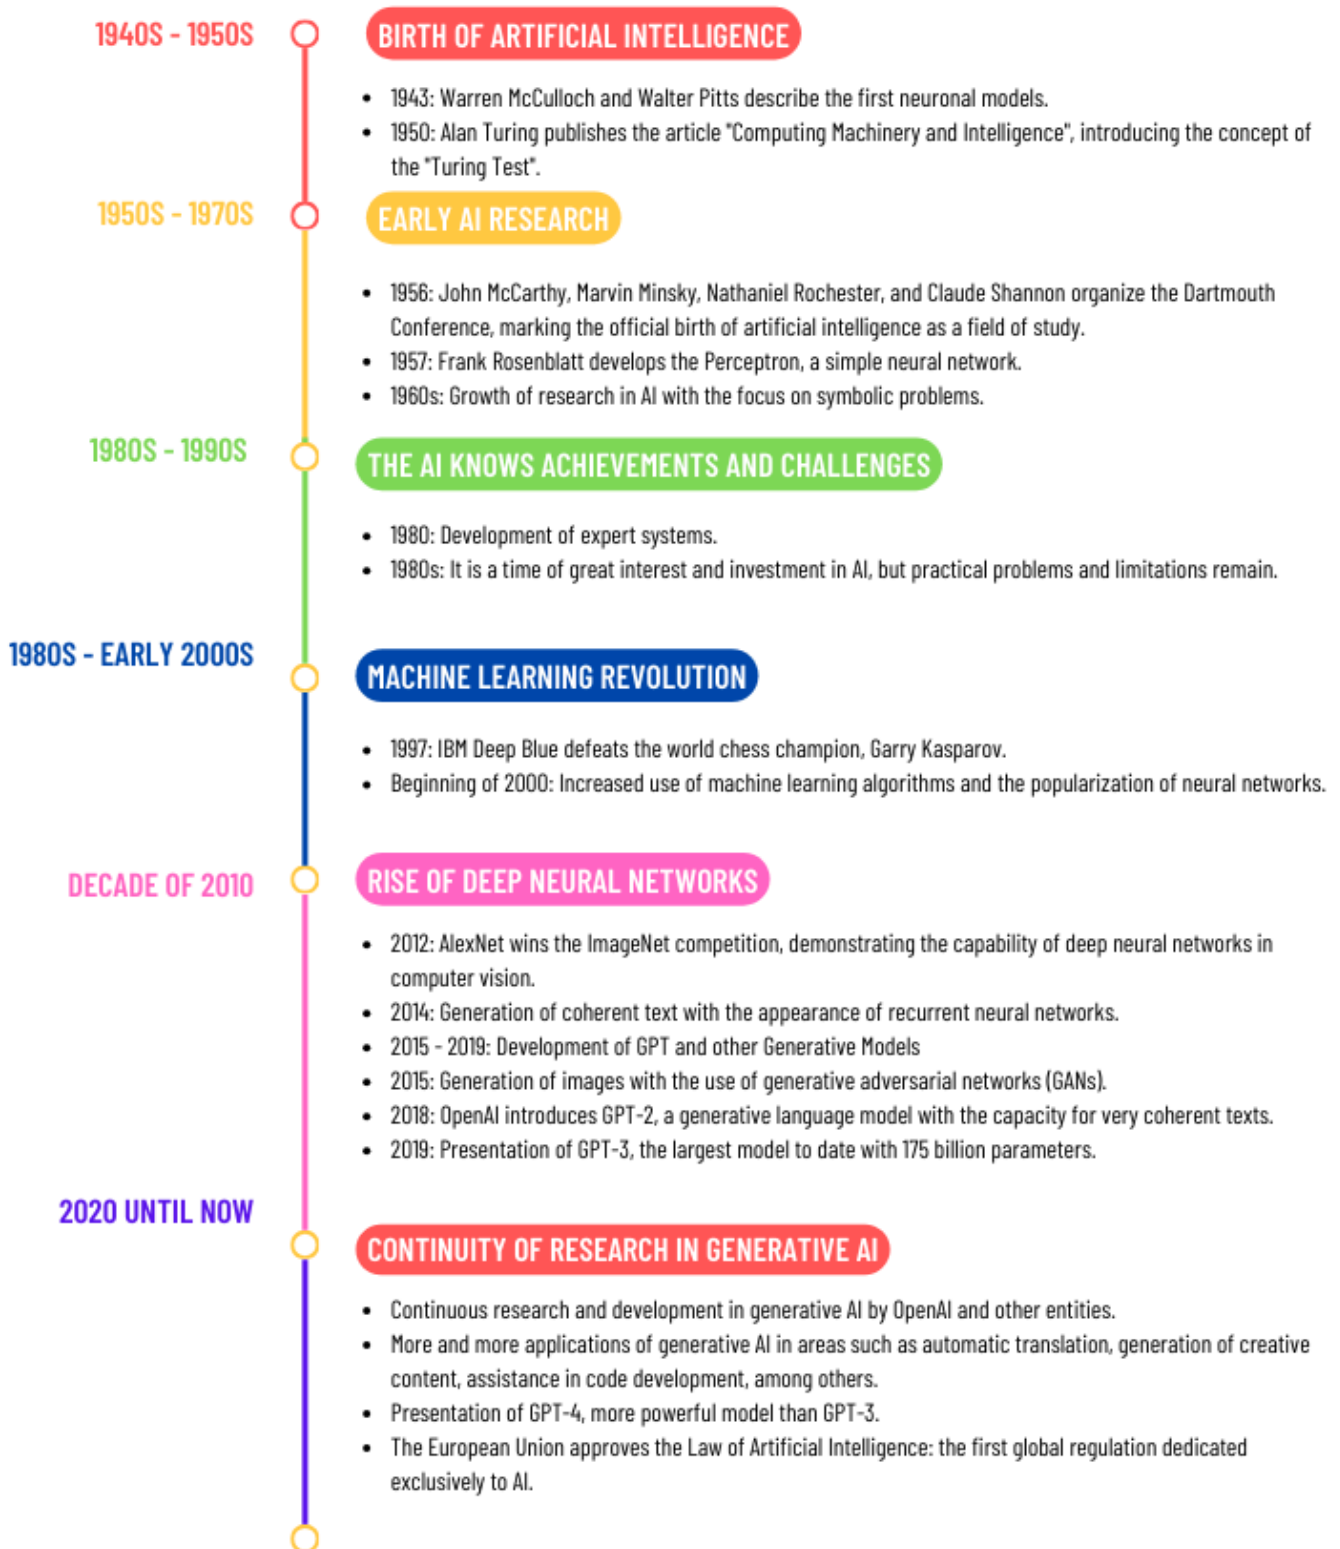 1940S - 1950S
BIRTH OF ARTIFICIAL INTELLIGENCE
• 1943: Warren McCulloch and Walter Pitts describe the first neuronal models.
• 1950: Alan Turing publishes the article "Computing Machinery and Intelligence", introducing the concept of
the "Turing Test".
1950S - 1970S
EARLY AI RESEARCH
• 1956: John McCarthy, Marvin Minsky, Nathaniel Rochester, and Claude Shannon organize the Dartmouth
Conference, marking the official birth of artificial intelligence as a field of study.
• 1957: Frank Rosenblatt develops the Perceptron, a simple neural network.
• 1960s: Growth of research in AI with the focus on symbolic problems.
1980S - 1990S
THE AI KNOWS ACHIEVEMENTS AND CHALLENGES
• 1980: Development of expert systems.
• 1980s: It is a time of great interest and investment in AI, but practical problems and limitations remain.
1980S - EARLY 2000S
MACHINE LEARNING REVOLUTION
• 1997: IBM Deep Blue defeats the world chess champion, Garry Kasparov.
• Beginning of 2000: Increased use of machine learning algorithms and the popularization of neural networks.
DECADE OF 2010
RISE OF DEEP NEURAL NETWORKS
• 2012: AlexNet wins the ImageNet competition, demonstrating the capability of deep neural networks in
computer vision.
• 2014: Generation of coherent text with the appearance of recurrent neural networks.
• 2015 - 2019: Development of GPT and other Generative Models
• 2015: Generation of images with the use of generative adversarial networks (GANs).
• 2018: OpenAI introduces GPT-2, a generative language model with the capacity for very coherent texts.
• 2019: Presentation of GPT-3, the largest model to date with 175 billion parameters.
2020 UNTIL NOW
CONTINUITY OF RESEARCH IN GENERATIVE AI
• Continuous research and development in generative AI by OpenAI and other entities.
• More and more applications of generative AI in areas such as automatic translation, generation of creative
content, assistance in code development, among others.
• Presentation of GPT-4, more powerful model than GPT-3.
• The European Union approves the Law of Artificial Intelligence: the first global regulation dedicated
exclusively to AI.